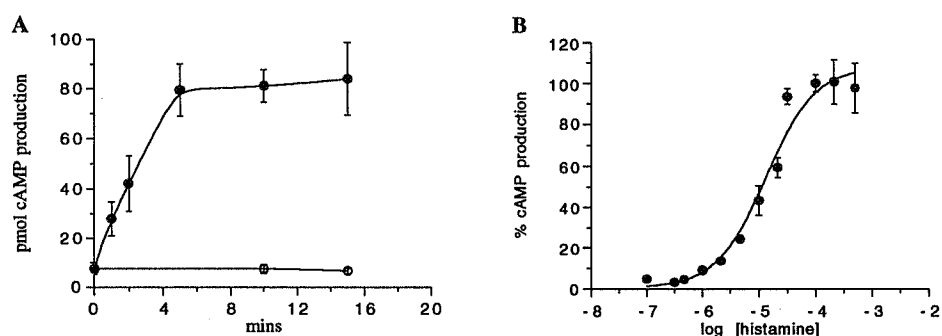 A
pmol cAMP production
100
80
60
40
20
0
0 4 8 12 16 20
mins
B
% cAMP production
120
100
80
60
40
20
0
-8 -7 -6 -5 -4 -3 -2
log [histamine]